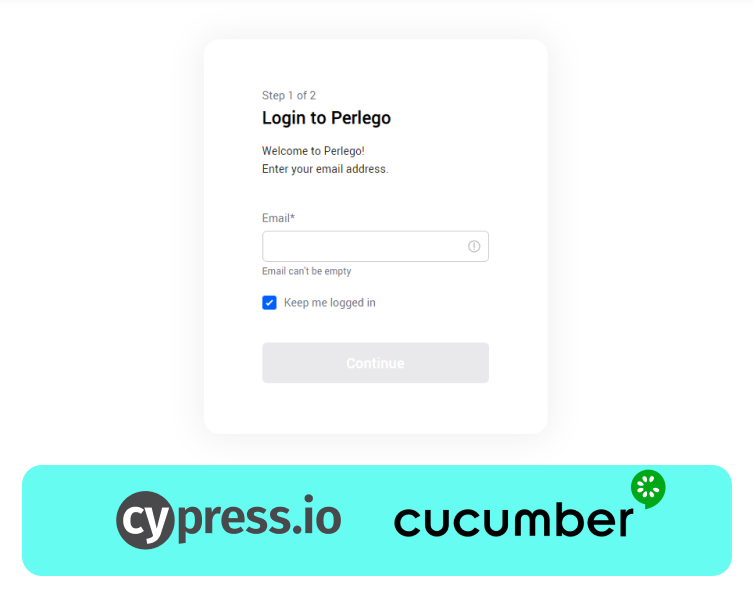 Step 1 of 2
Login to Perlego
Welcome to Perlego!
Enter your email address.
Email*
Email can't be empty
Keep me logged in
Continue
cypress.io
cucumber